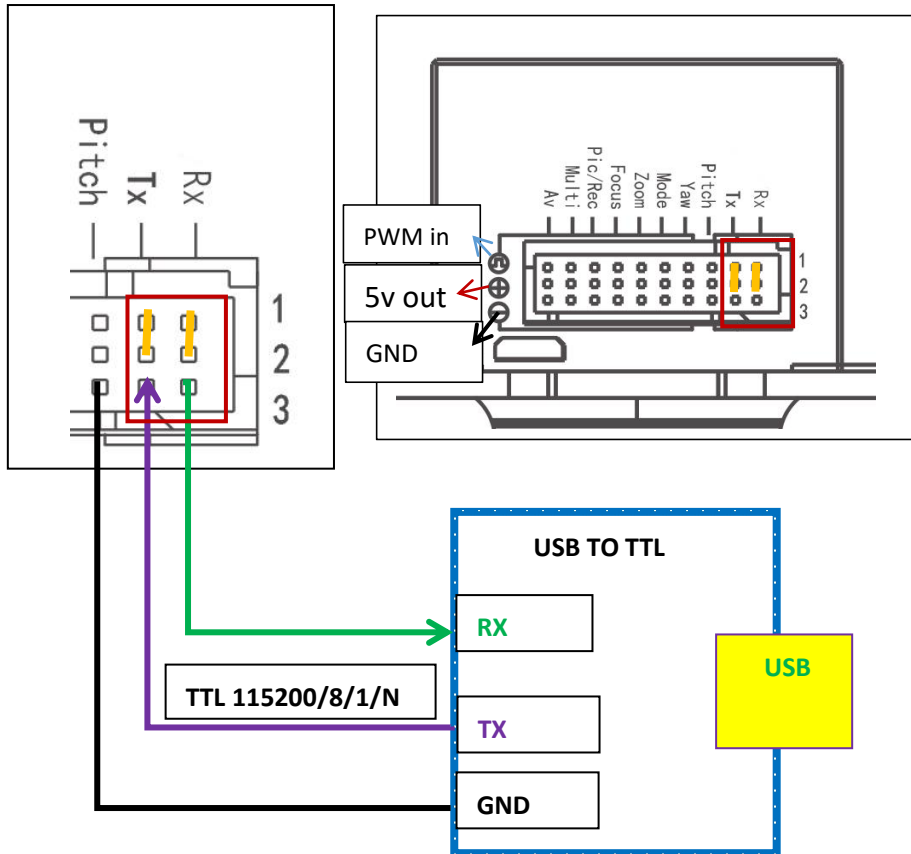 Pitch
Tx
Rx
1
2
3
Av
Multi
Pic/Rec
Focus
Zoom
Mode
Yaw
Pitch
Tx
Rx
PWM in
5v out
GND
1
2
3
USB TO TTL
RX
USB
TTL 115200/8/1/N
TX
GND